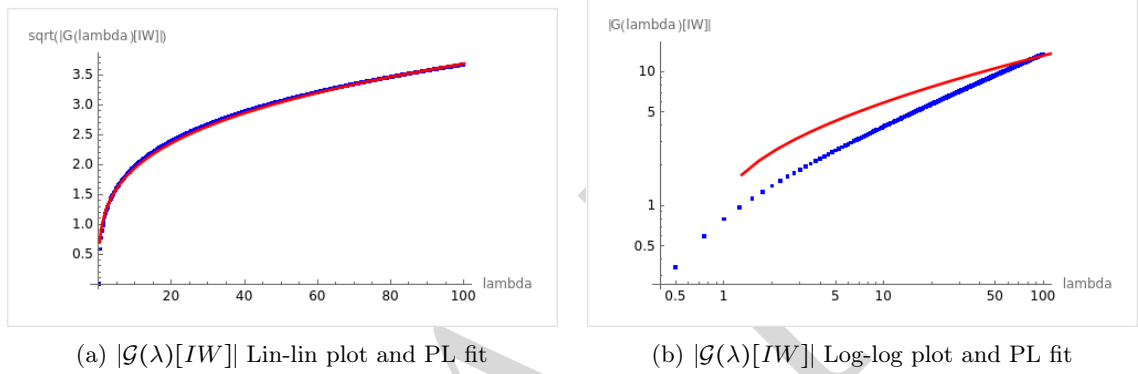 sqrt(|G(lambda)[IW]|)
3.5
3.0
2.5
2.0
1.5
1.0
0.5
20 40 60 80 100
lambda
|G(lambda)[IW]|
10
5
1
0.5
0.5 1 5 10 50 100
lambda
(a) |𝒢(λ)[IW]| Lin-lin plot and PL fit
(b) |𝒢(λ)[IW]| Log-log plot and PL fit